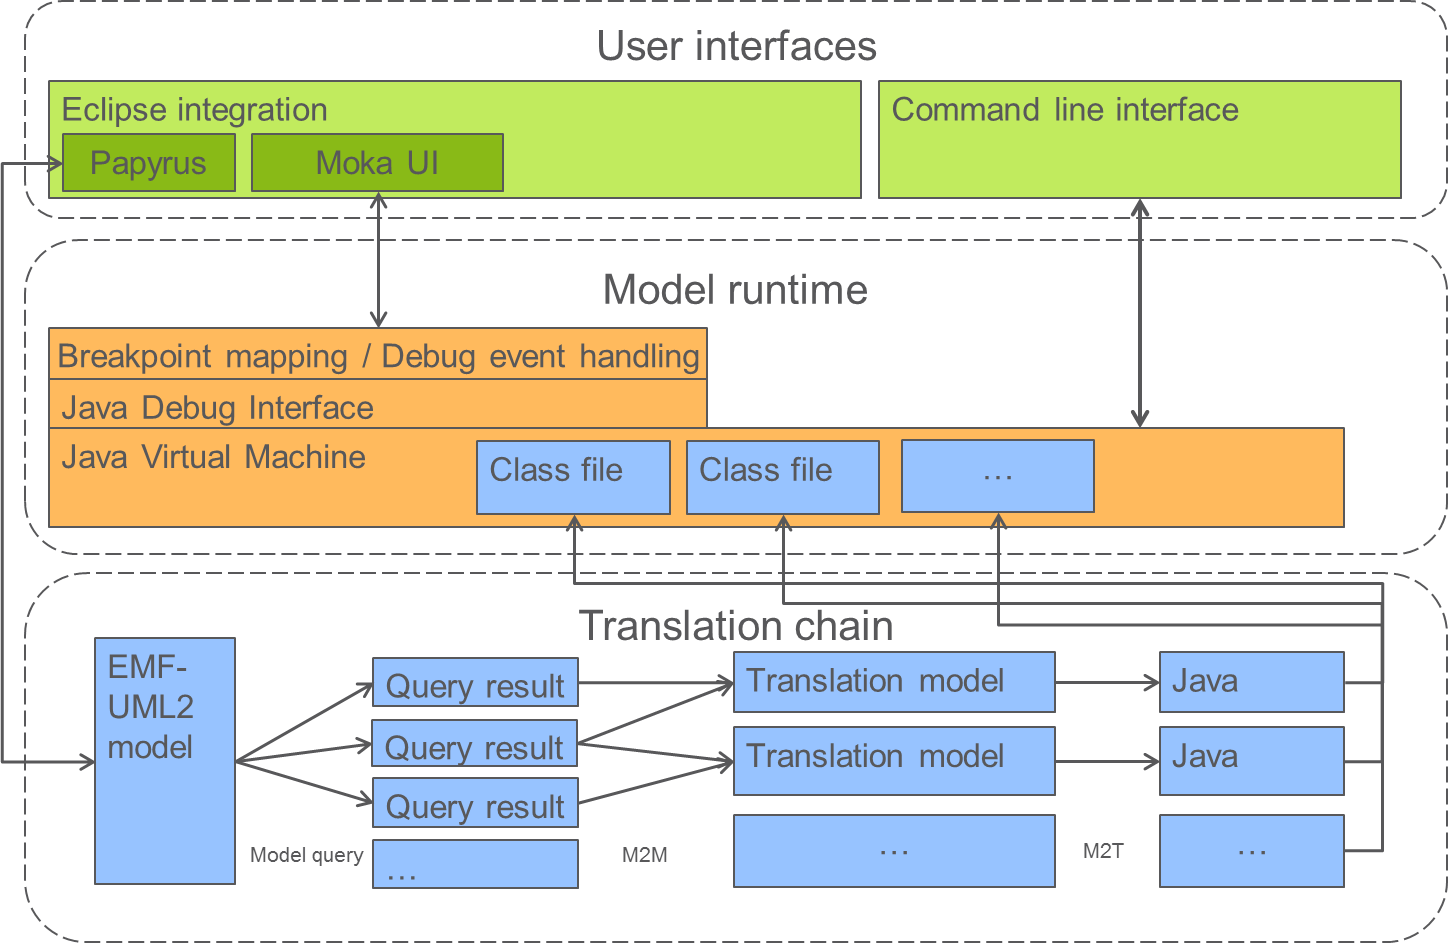 User interfaces
Eclipse integration
Papyrus
Moka UI
Command line interface
Model runtime
Breakpoint mapping / Debug event handling
Java Debug Interface
Java Virtual Machine
Class file
Class file
...
Translation chain
EMF-
UML2
model
Query result
Query result
Query result
...
Translation model
Translation model
...
Java
Java
...
Model query
M2M
M2T